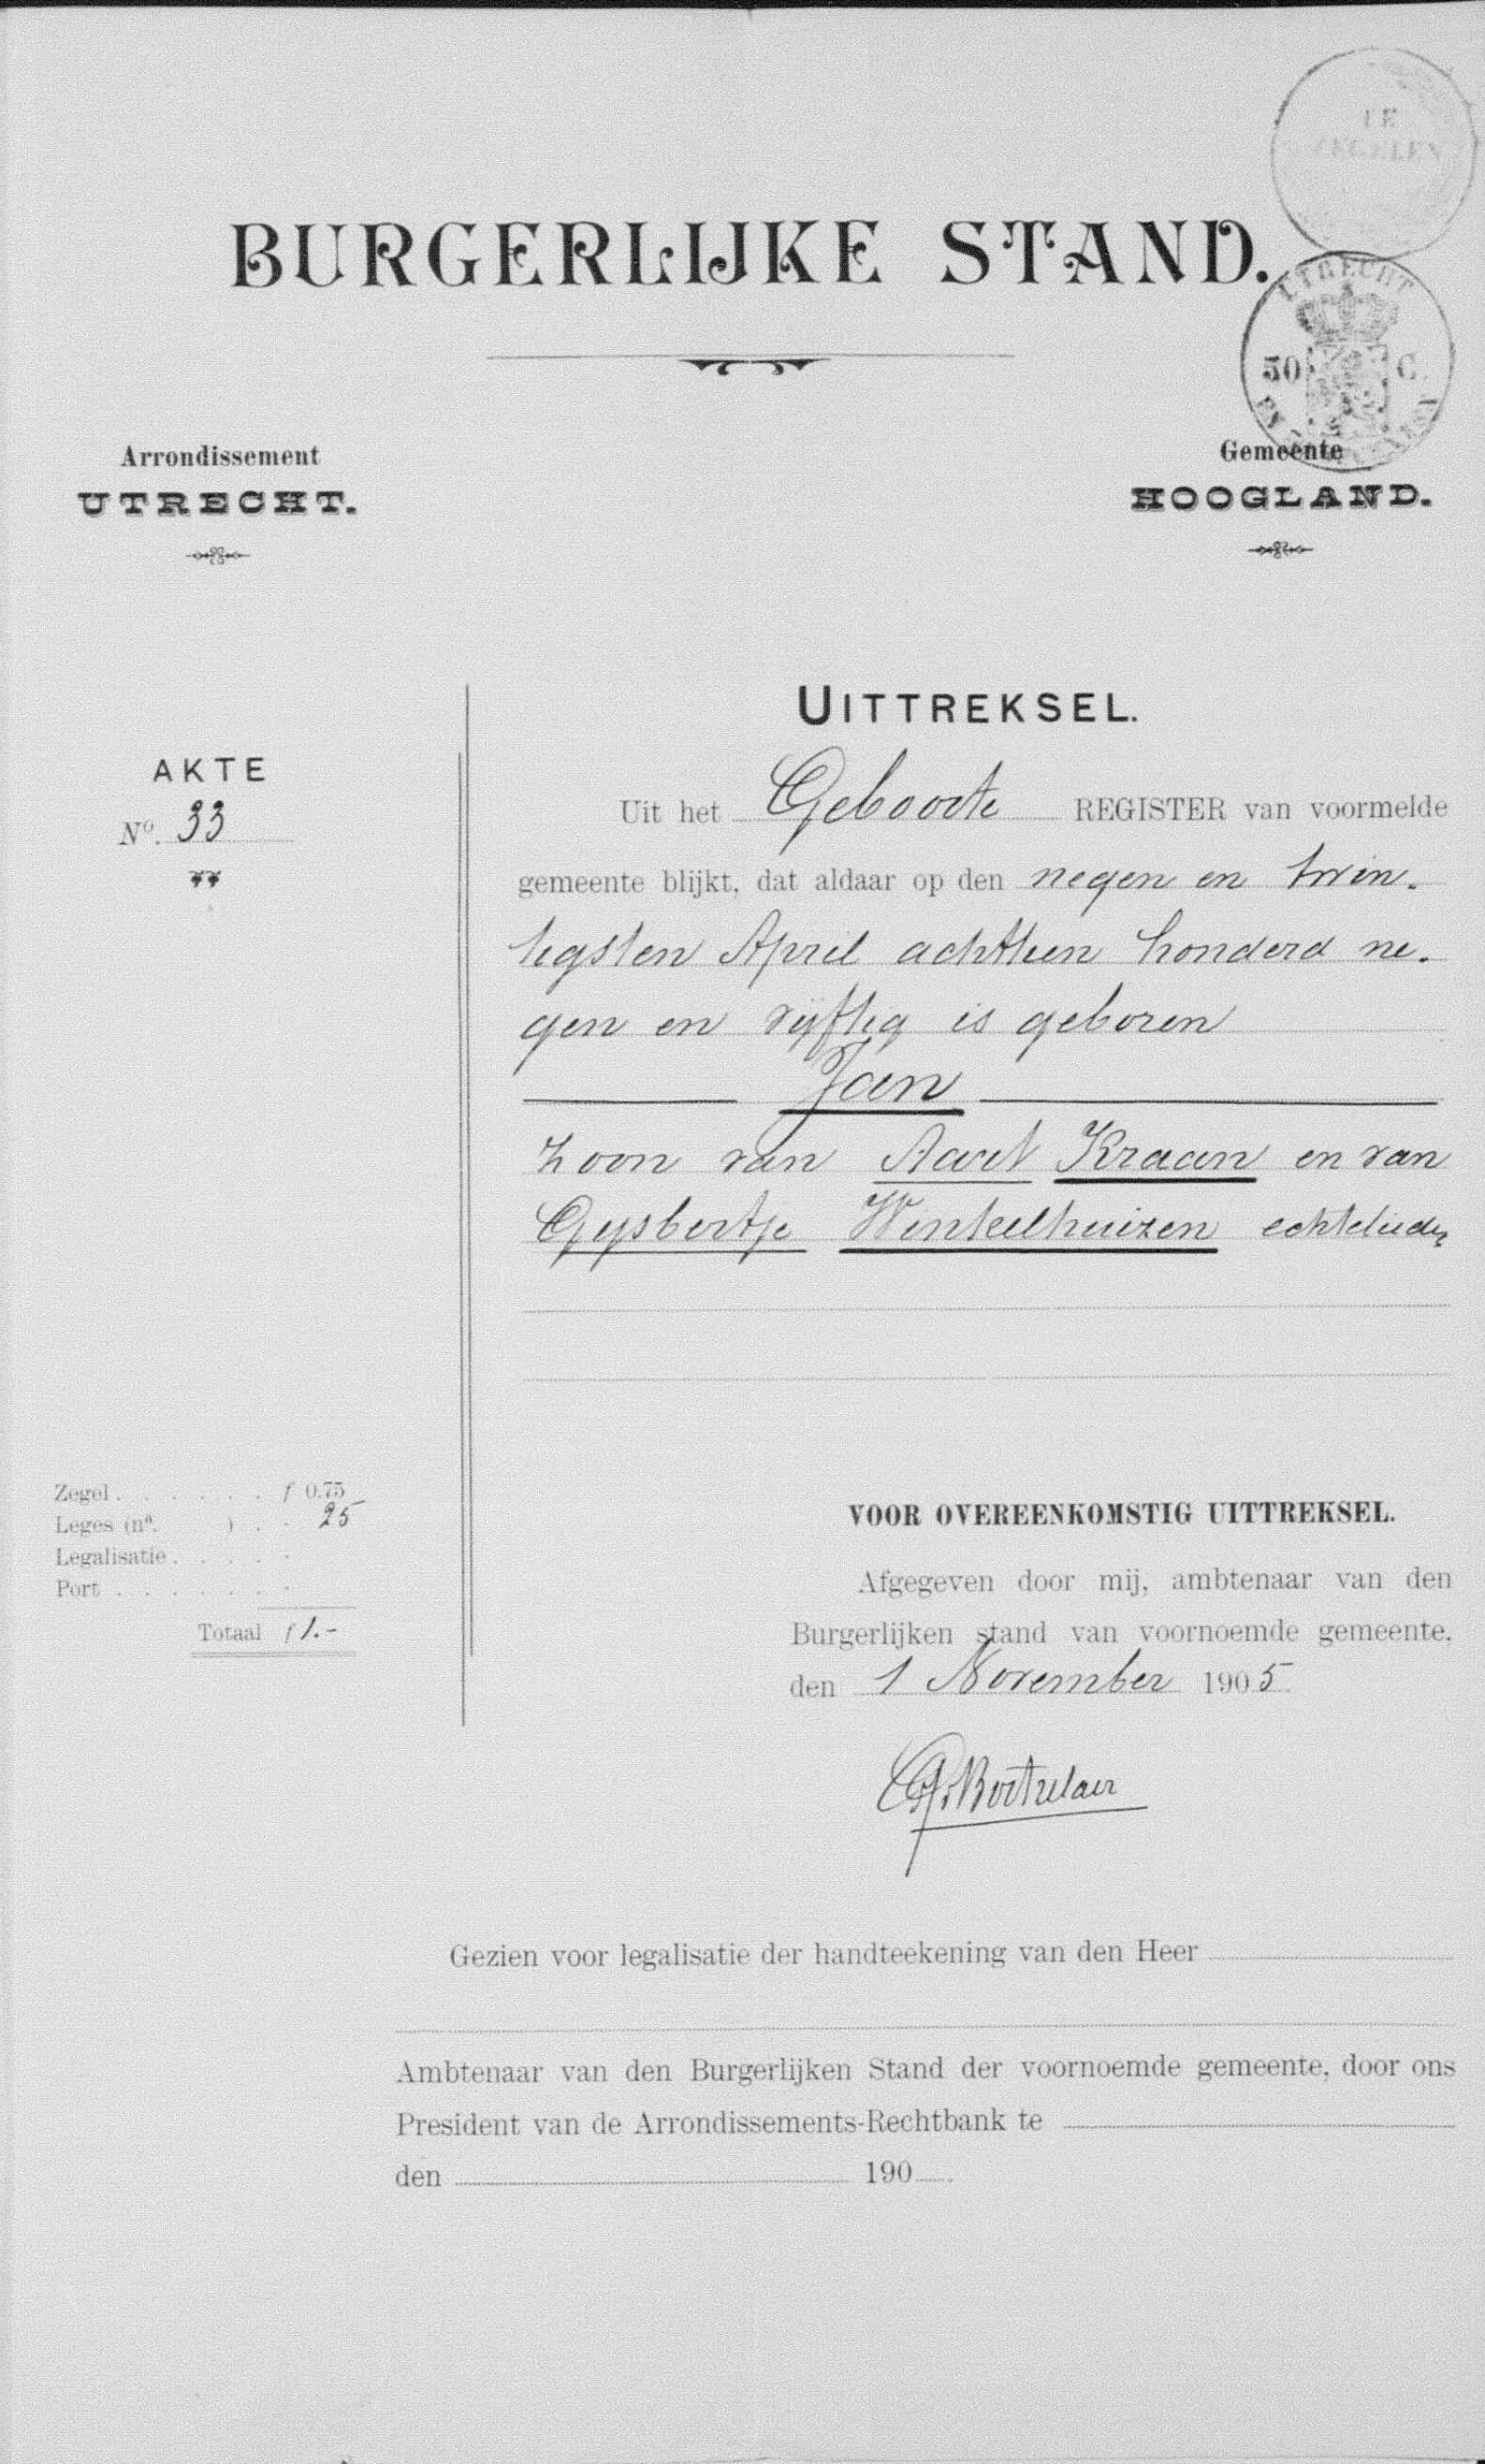 BURGERLIJKE STAND.
UTRECHT
50 C.
EN
Arrondissement
UTRECHT.
Gemeente
HOOGLAND.
AKTE
No. 33
UITTREKSEL.
Uit het Geboorte REGISTER van voormelde
gemeente blijkt, dat aldaar op den negen en twin-
tigsten April achttien honderd ne-
gen en vijftig is geboren
Jan
zoon van Aart Kraan en van
Gijsbertje Winkelhuizen echtelieden
Zegel . . . . . . f 0.75
Leges (no. ) . - 25
Legalisatie . . . . -
Port . . . . . . -
Totaal f 1.-
VOOR OVEREENKOMSTIG UITTREKSEL.
Afgegeven door mij, ambtenaar van den
Burgerlijken stand van voornoemde gemeente,
den 1 November 1905.
Gezien voor legalisatie der handteekening van den Heer
Ambtenaar van den Burgerlijken Stand der voornoemde gemeente, door ons
President van de Arrondissements-Rechtbank te
den 190 .